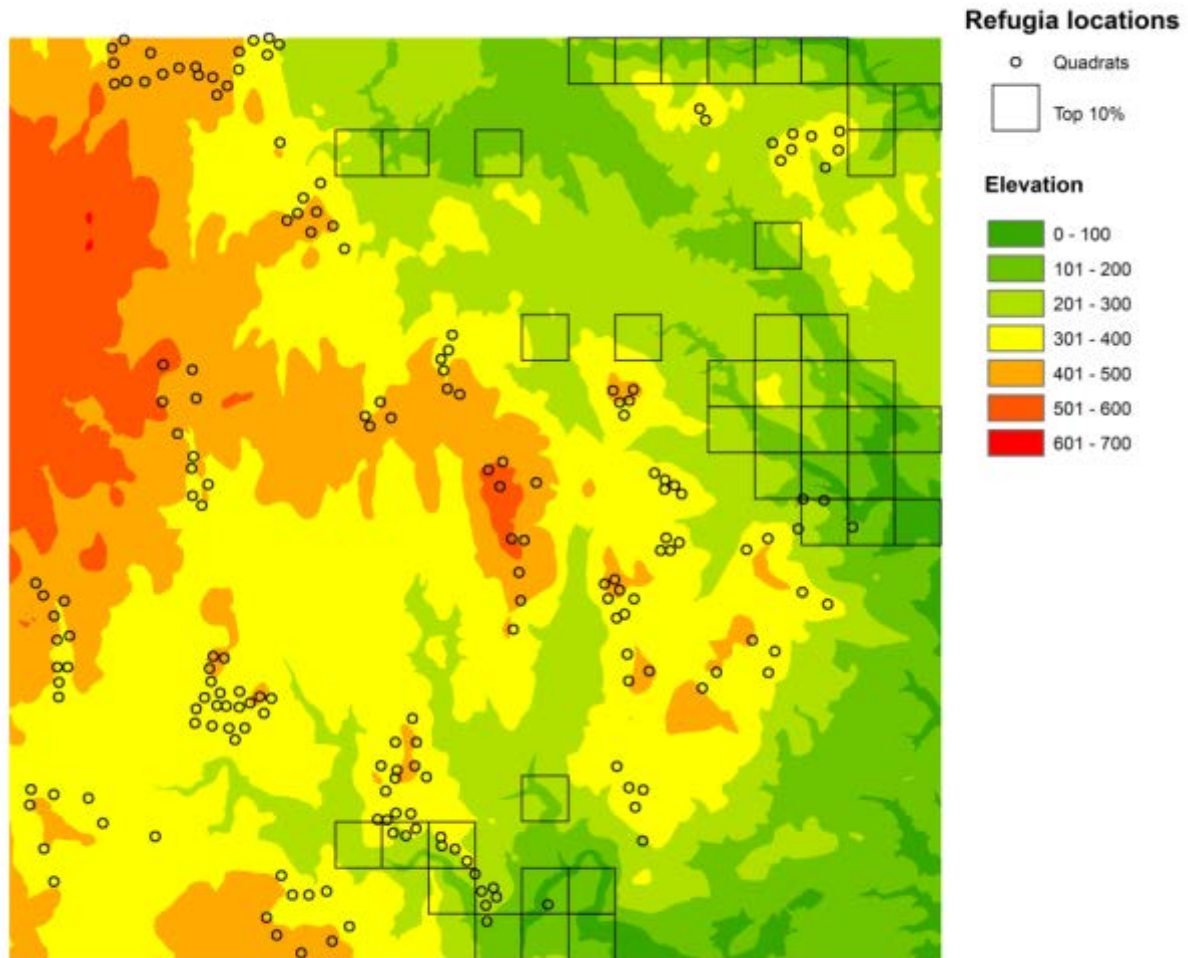 Refugia locations
Quadrats
Top 10%
Elevation
0 - 100
101 - 200
201 - 300
301 - 400
401 - 500
501 - 600
601 - 700